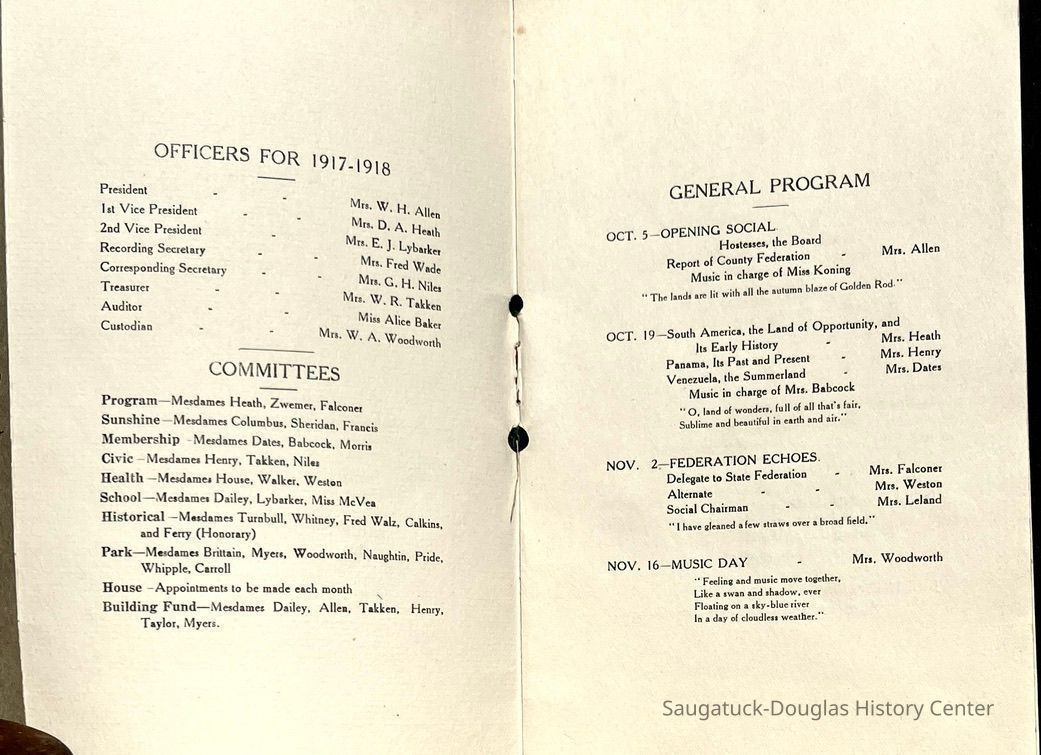 OFFICERS FOR 1917-1918
President - - Mrs. W. H. Allen
1st Vice President - - Mrs. D. A. Heath
2nd Vice President - Mrs. E. J. Lybarker
Recording Secretary - - Mrs. Fred Wade
Corresponding Secretary - Mrs. G. H. Niles
Treasurer - - Mrs. W. R. Takken
Auditor - - Miss Alice Baker
Custodian - - Mrs. W. A. Woodworth
COMMITTEES
Program—Mesdames Heath, Zwemer, Falconer
Sunshine—Mesdames Columbus, Sheridan, Francis
Membership—Mesdames Dates, Babcock, Morris
Civic—Mesdames Henry, Takken, Niles
Health—Mesdames House, Walker, Weston
School—Mesdames Dailey, Lybarker, Miss McVea
Historical—Mesdames Turnbull, Whitney, Fred Walz, Calkins,
and Ferry (Honorary)
Park—Mesdames Brittain, Myers, Woodworth, Naughtin, Pride,
Whipple, Carroll
House—Appointments to be made each month
Building Fund—Mesdames Dailey, Allen, Takken, Henry,
Taylor, Myers.
GENERAL PROGRAM
OCT. 5—OPENING SOCIAL.
Hostesses, the Board
Report of County Federation - Mrs. Allen
Music in charge of Miss Koning
"The lands are lit with all the autumn blaze of Golden Rod."
OCT. 19—South America, the Land of Opportunity, and
Its Early History - Mrs. Heath
Panama, Its Past and Present - Mrs. Henry
Venezuela, the Summerland - Mrs. Dates
Music in charge of Mrs. Babcock
"O, land of wonders, full of all that's fair,
Sublime and beautiful in earth and air."
NOV. 2—FEDERATION ECHOES.
Delegate to State Federation - Mrs. Falconer
Alternate - - Mrs. Weston
Social Chairman - - Mrs. Leland
"I have gleaned a few straws over a broad field."
NOV. 16—MUSIC DAY - Mrs. Woodworth
"Feeling and music move together,
Like a swan and shadow, ever
Floating on a sky-blue river
In a day of cloudless weather."
Saugatuck-Douglas History Center